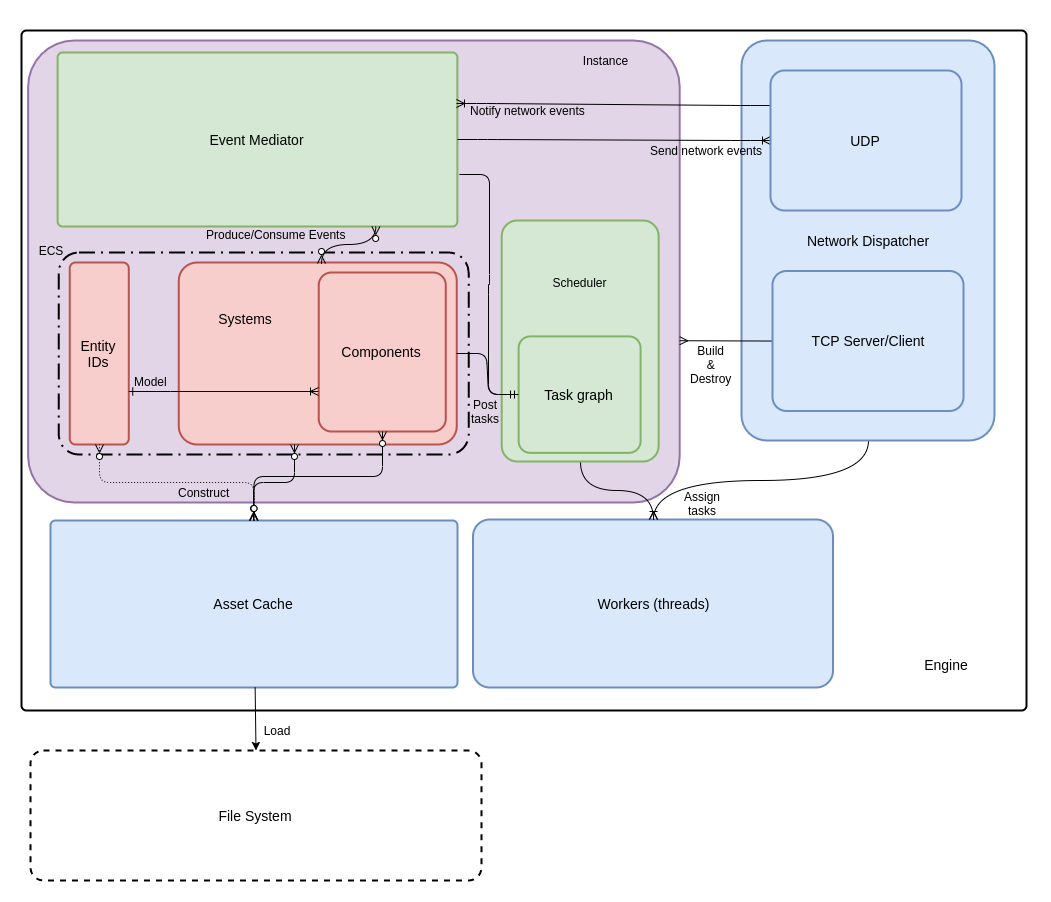 Instance
Event Mediator
Notify network events
Send network events
UDP
Network Dispatcher
TCP Server/Client
Produce/Consume Events
ECS
Entity
IDs
Systems
Components
Model
Scheduler
Task graph
Post
tasks
Build
&
Destroy
Construct
Assign
tasks
Asset Cache
Workers (threads)
Engine
Load
File System